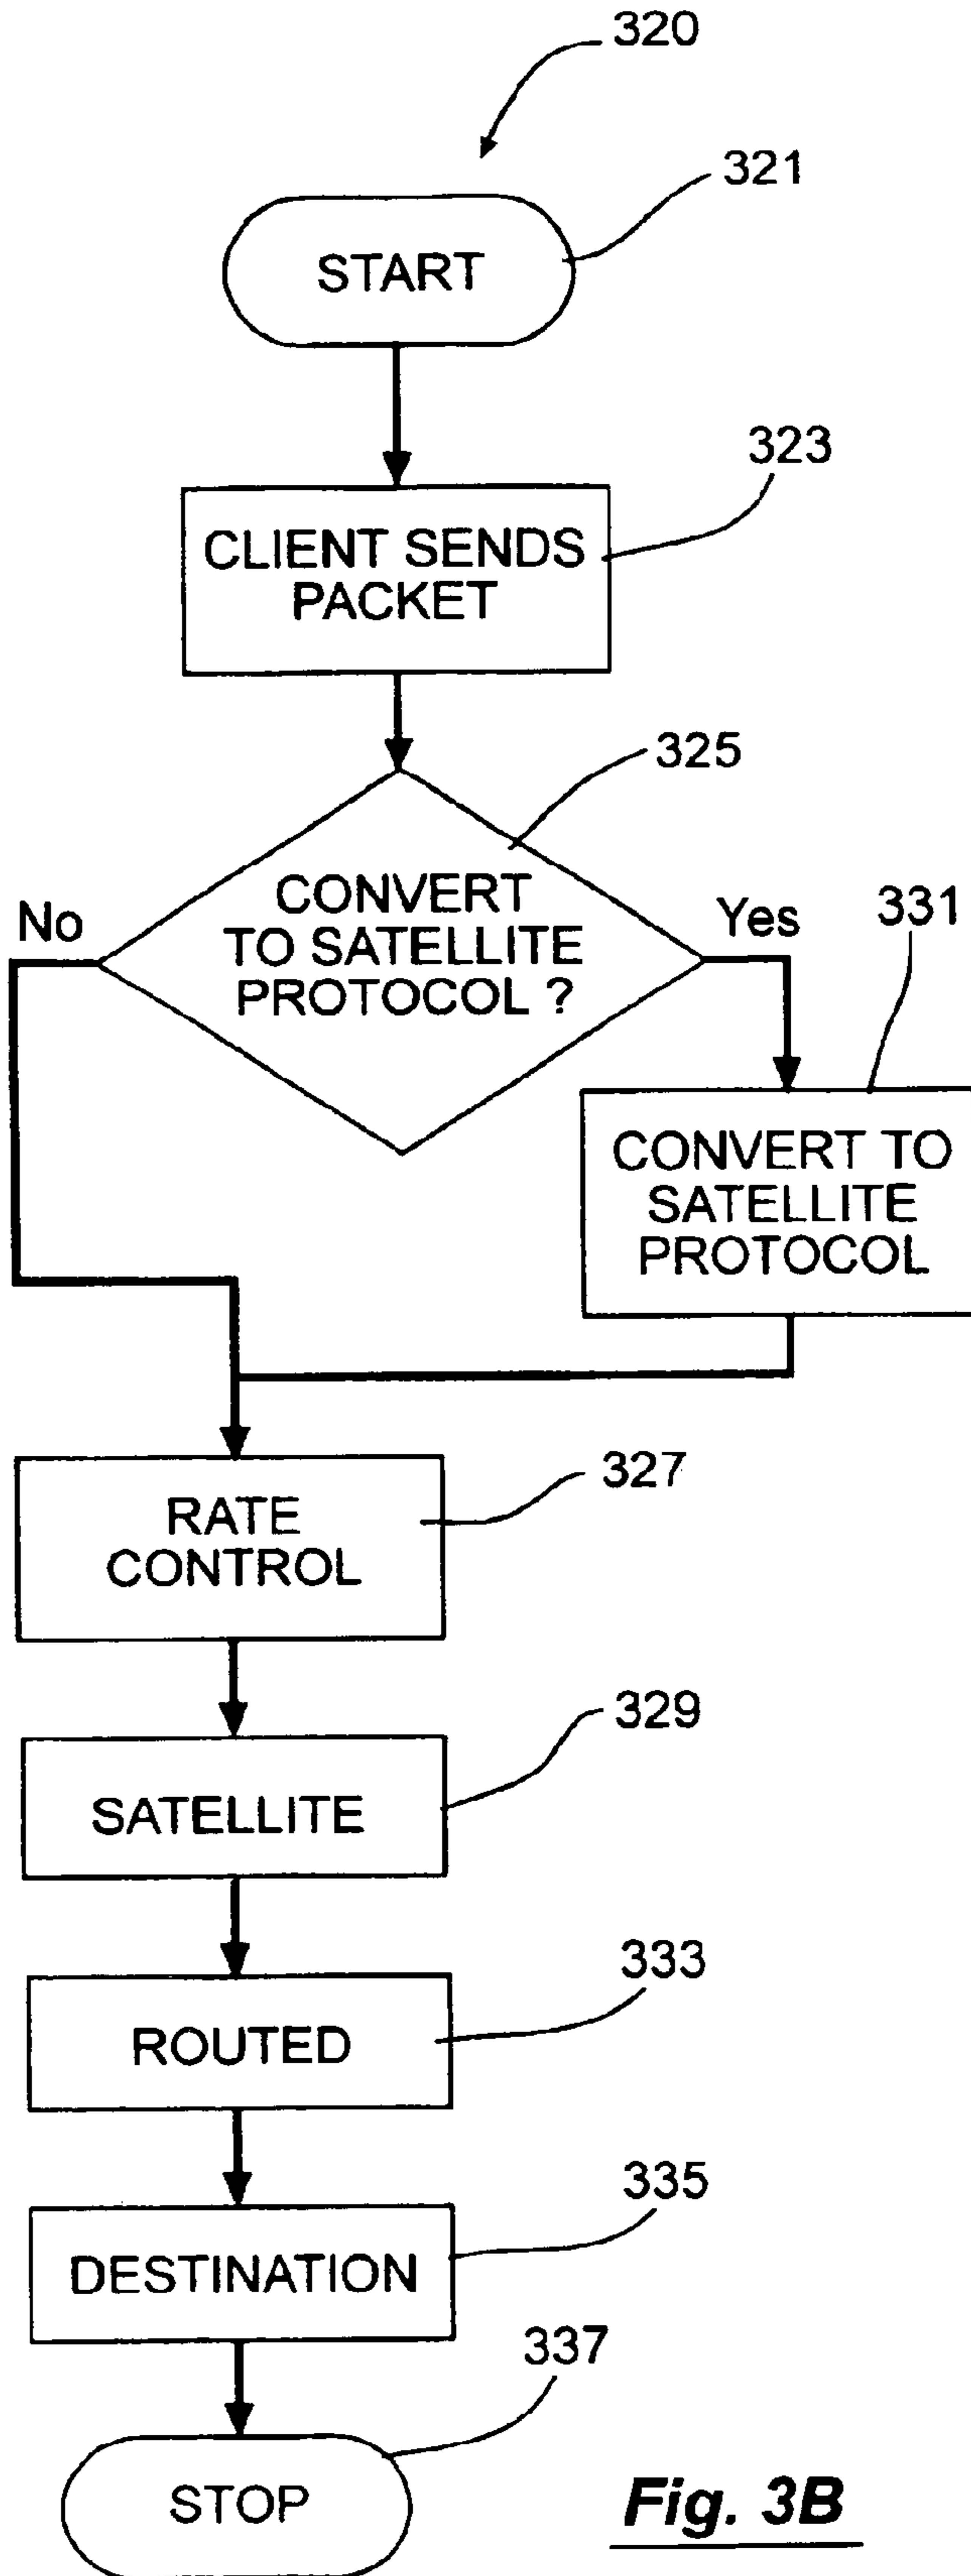 320
321
START
323
CLIENT SENDS
PACKET
325
No
CONVERT
TO SATELLITE
PROTOCOL ?
Yes
331
CONVERT TO
SATELLITE
PROTOCOL
327
RATE
CONTROL
329
SATELLITE
333
ROUTED
335
DESTINATION
337
STOP
Fig. 3B